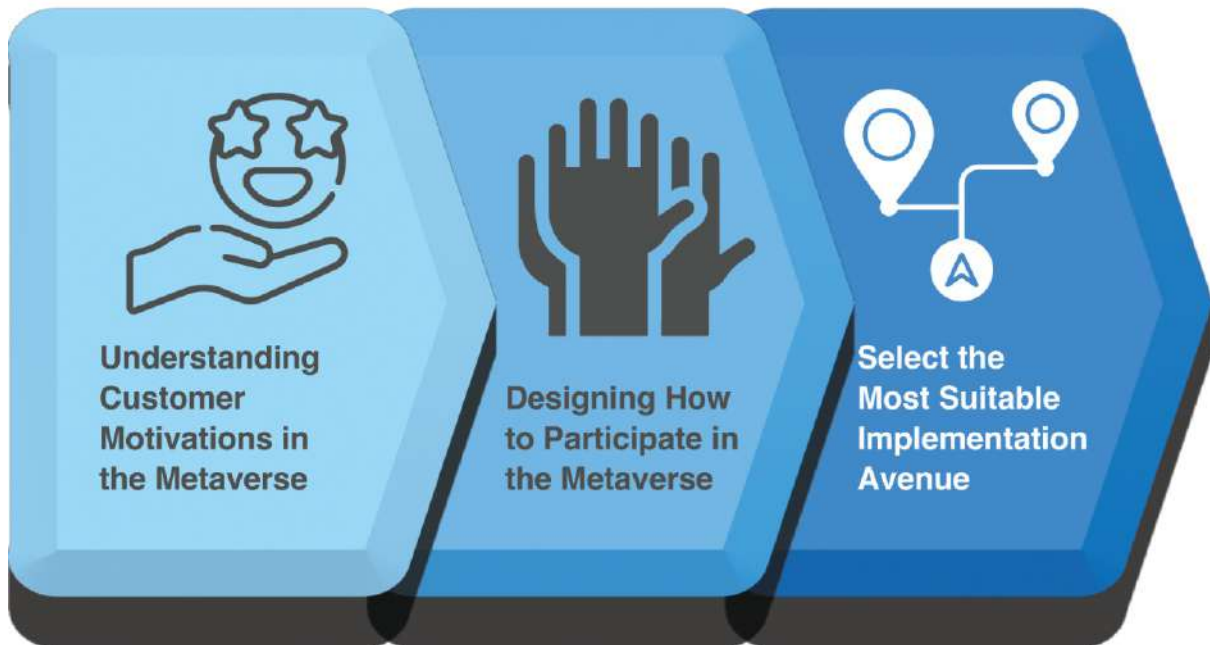 Understanding
Customer
Motivations in
the Metaverse
Designing How
to Participate in
the Metaverse
Select the
Most Suitable
Implementation
Avenue